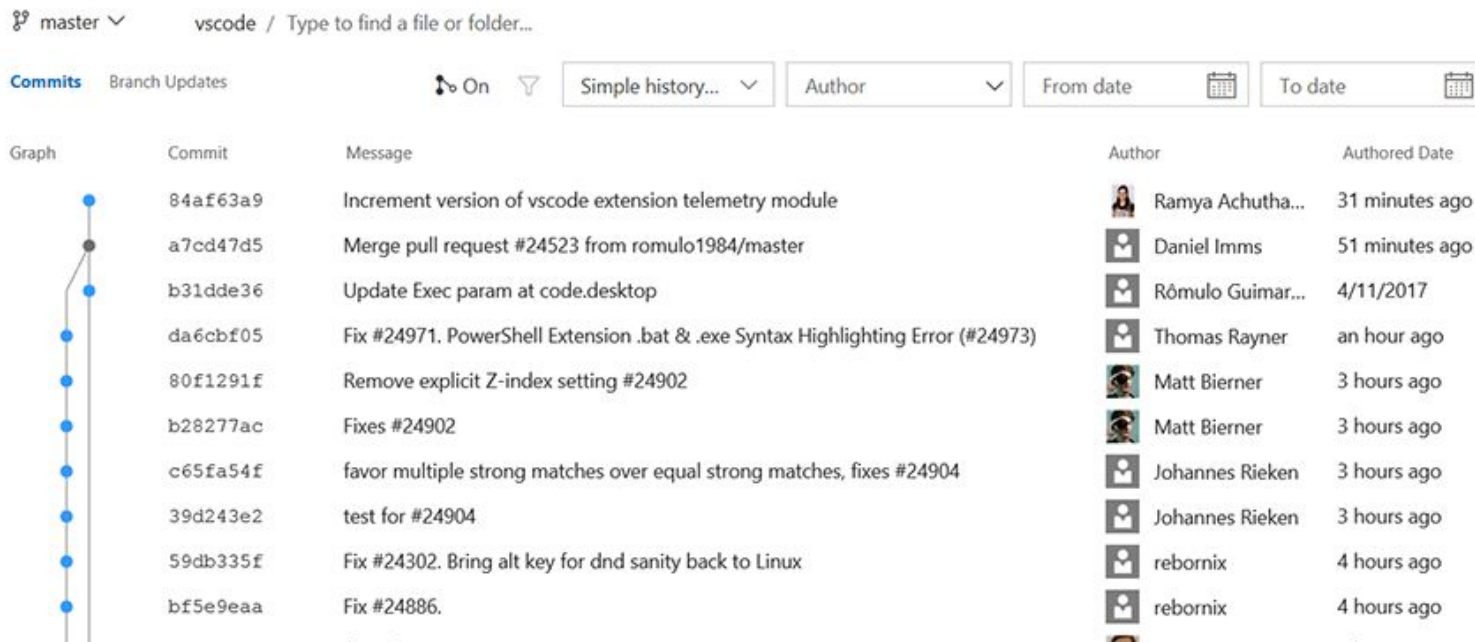 master
vscode / Type to find a file or folder...
Commits Branch Updates On Simple history... Author From date To date
Graph Commit Message Author Authored Date
84af63a9 Increment version of vscode extension telemetry module Ramya Achutha... 31 minutes ago
a7cd47d5 Merge pull request #24523 from romulo1984/master Daniel Imms 51 minutes ago
b31dde36 Update Exec param at code.desktop Rômulo Guimar... 4/11/2017
da6cbf05 Fix #24971. PowerShell Extension .bat & .exe Syntax Highlighting Error (#24973) Thomas Rayner an hour ago
80f1291f Remove explicit Z-index setting #24902 Matt Bierner 3 hours ago
b28277ac Fixes #24902 Matt Bierner 3 hours ago
c65fa54f favor multiple strong matches over equal strong matches, fixes #24904 Johannes Rieken 3 hours ago
39d243e2 test for #24904 Johannes Rieken 3 hours ago
59db335f Fix #24302. Bring alt key for dnd sanity back to Linux rebornix 4 hours ago
bf5e9eaa Fix #24886. rebornix 4 hours ago